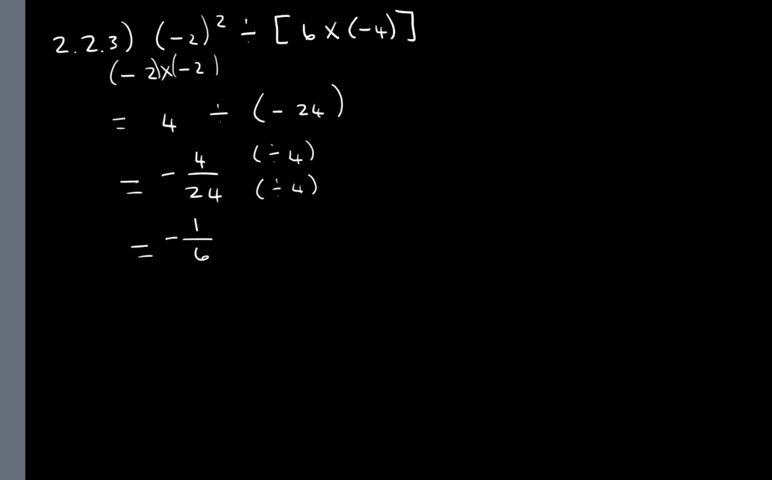 2.2.3) (-2)² ÷ [6 × (-4)]
(-2)×(-2)
= 4 ÷ (-24)
= - 4/24 (÷4) (÷4)
= - 1/6